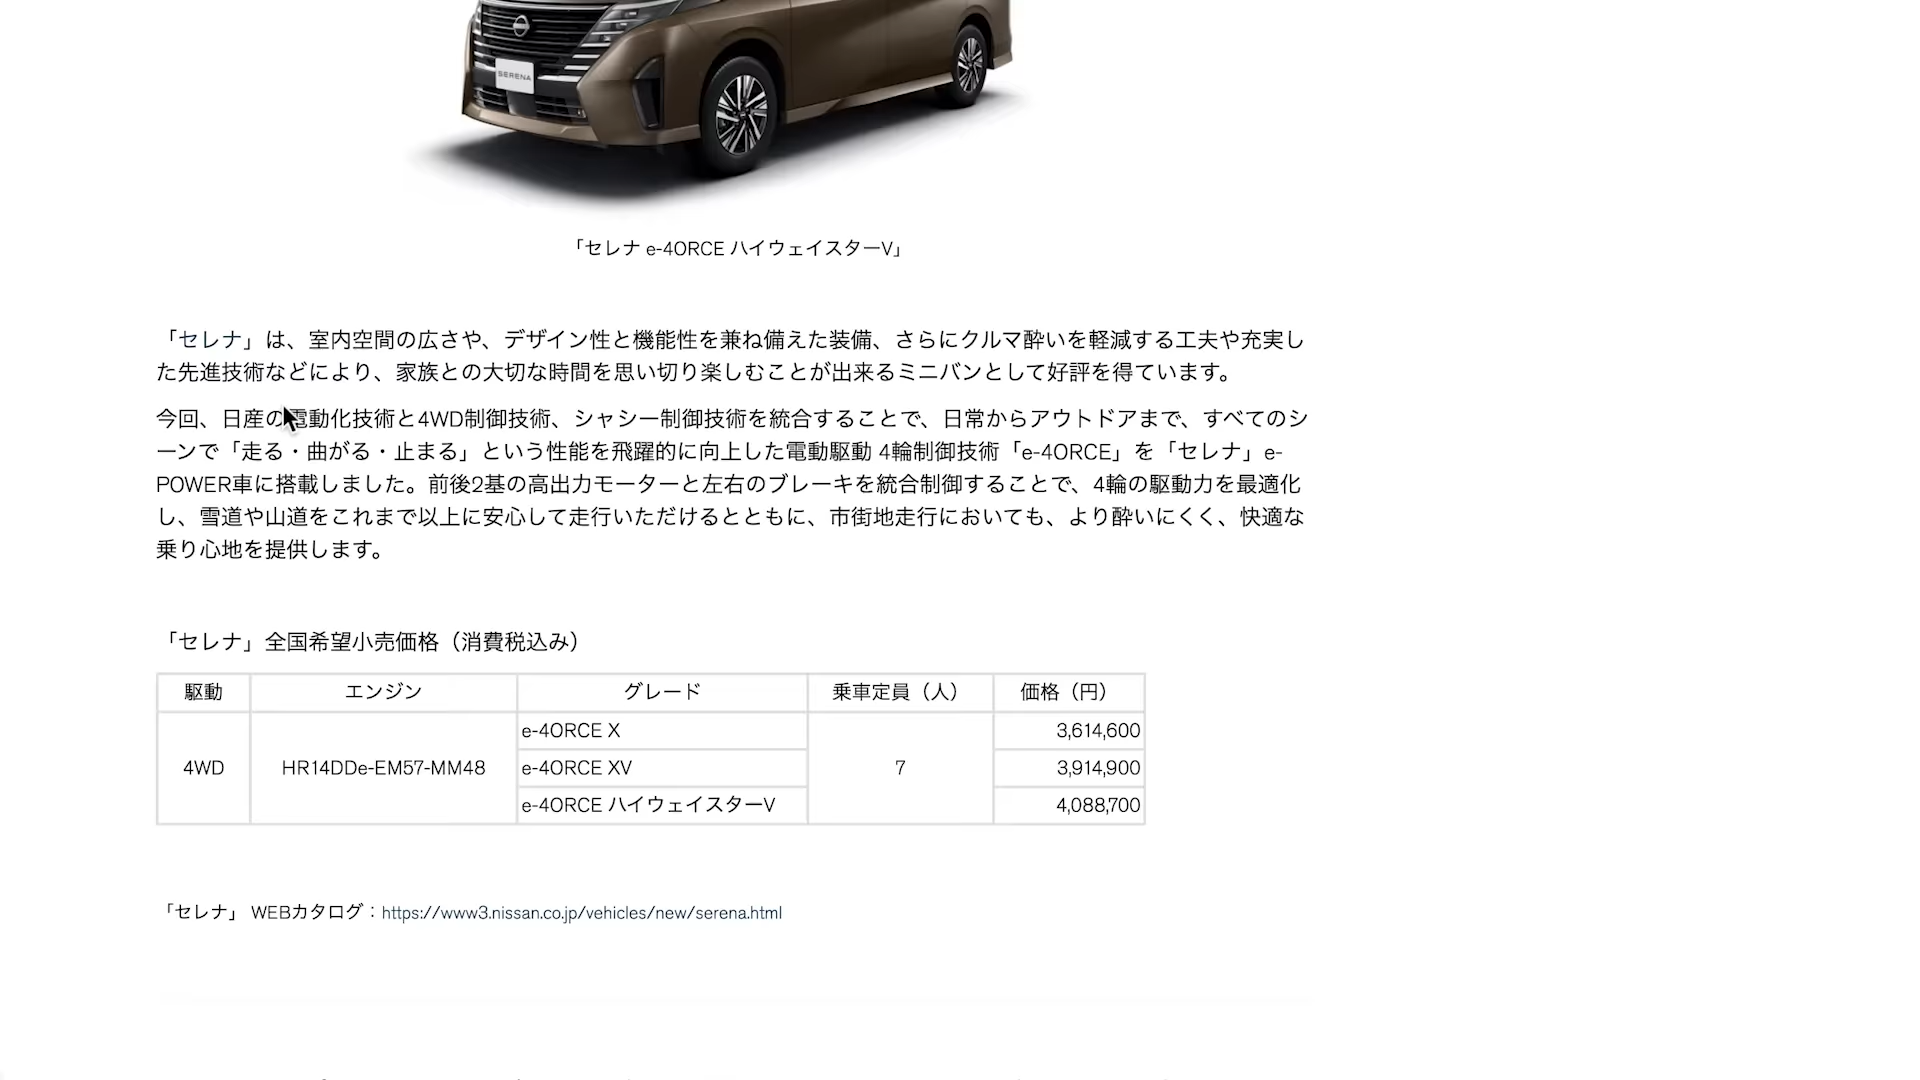 SERENA
「セレナ e-4ORCE ハイウェイスターV」
「セレナ」は、室内空間の広さや、デザイン性と機能性を兼ね備えた装備、さらにクルマ酔いを軽減する工夫や充実し
た先進技術などにより、家族との大切な時間を思い切り楽しむことが出来るミニバンとして好評を得ています。
今回、日産の電動化技術と4WD制御技術、シャシー制御技術を統合することで、日常からアウトドアまで、すべてのシ
ーンで「走る・曲がる・止まる」という性能を飛躍的に向上した電動駆動 4輪制御技術「e-4ORCE」を「セレナ」e-
POWER車に搭載しました。前後2基の高出力モーターと左右のブレーキを統合制御することで、4輪の駆動力を最適化
し、雪道や山道をこれまで以上に安心して走行いただけるとともに、市街地走行においても、より酔いにくく、快適な
乗り心地を提供します。
「セレナ」全国希望小売価格（消費税込み）
駆動 エンジン グレード 乗車定員（人） 価格（円）
e-4ORCE X 3,614,600
4WD HR14DDe-EM57-MM48 e-4ORCE XV 7 3,914,900
e-4ORCE ハイウェイスターV 4,088,700
「セレナ」 WEBカタログ：https://www3.nissan.co.jp/vehicles/new/serena.html